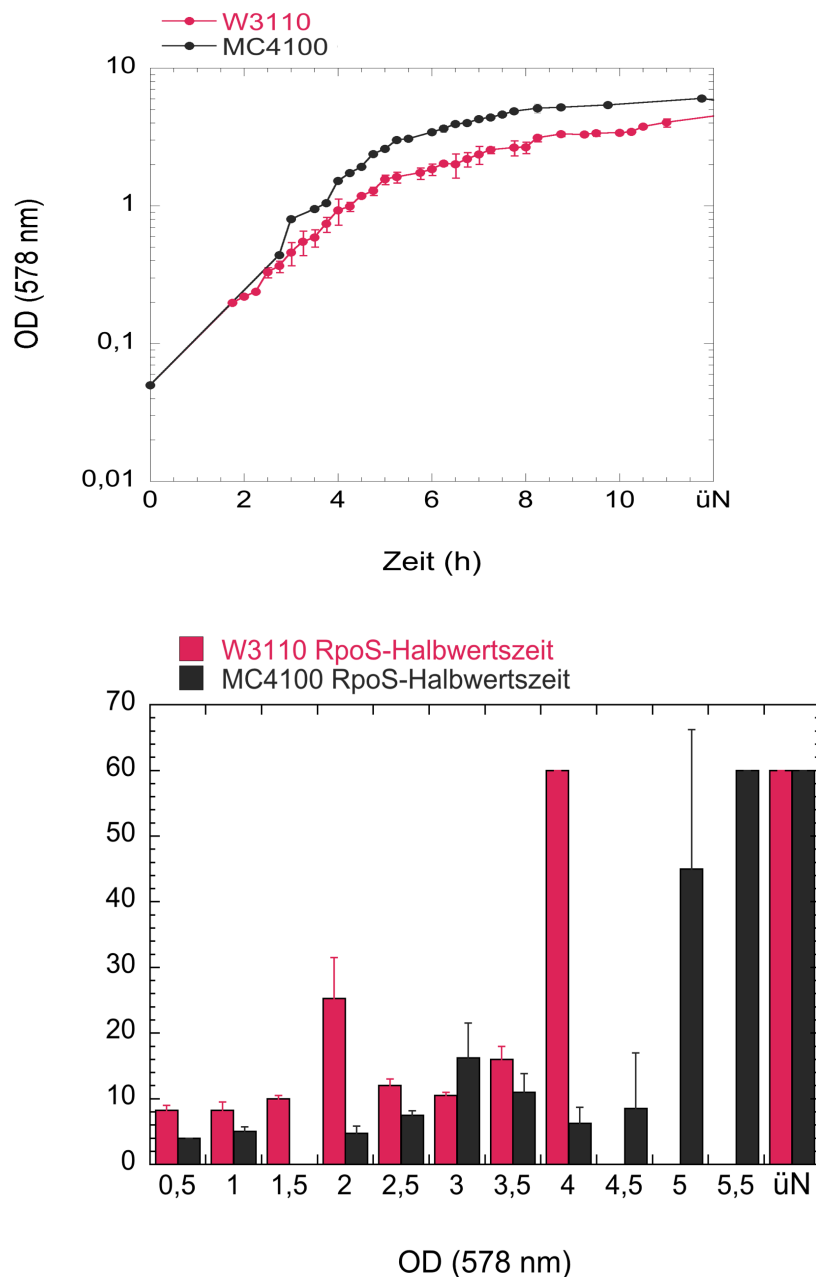 W3110
MC4100
10
1
0,1
0,01
OD (578 nm)
0 2 4 6 8 10 üN
Zeit (h)
W3110 RpoS-Halbwertszeit
MC4100 RpoS-Halbwertszeit
70
60
50
40
30
20
10
0
0,5 1 1,5 2 2,5 3 3,5 4 4,5 5 5,5 üN
OD (578 nm)